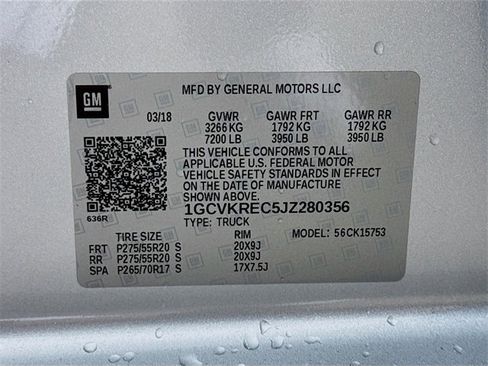 GM
MFD BY GENERAL MOTORS LLC
03/18 GVWR GAWR FRT GAWR RR
3266 KG 1792 KG 1792 KG
7200 LB 3950 LB 3950 LB
THIS VEHICLE CONFORMS TO ALL
APPLICABLE U.S. FEDERAL MOTOR
VEHICLE SAFETY STANDARDS IN EFFECT
ON THE DATE OF MANUFACTURE
SHOWN ABOVE.
1GCVKREC5JZ280356
636R
TYPE: TRUCK
TIRE SIZE RIM MODEL: 56CK15753
FRT P275/55R20 S 20X9J
RR P275/55R20 S 20X9J
SPA P265/70R17 S 17X7.5J